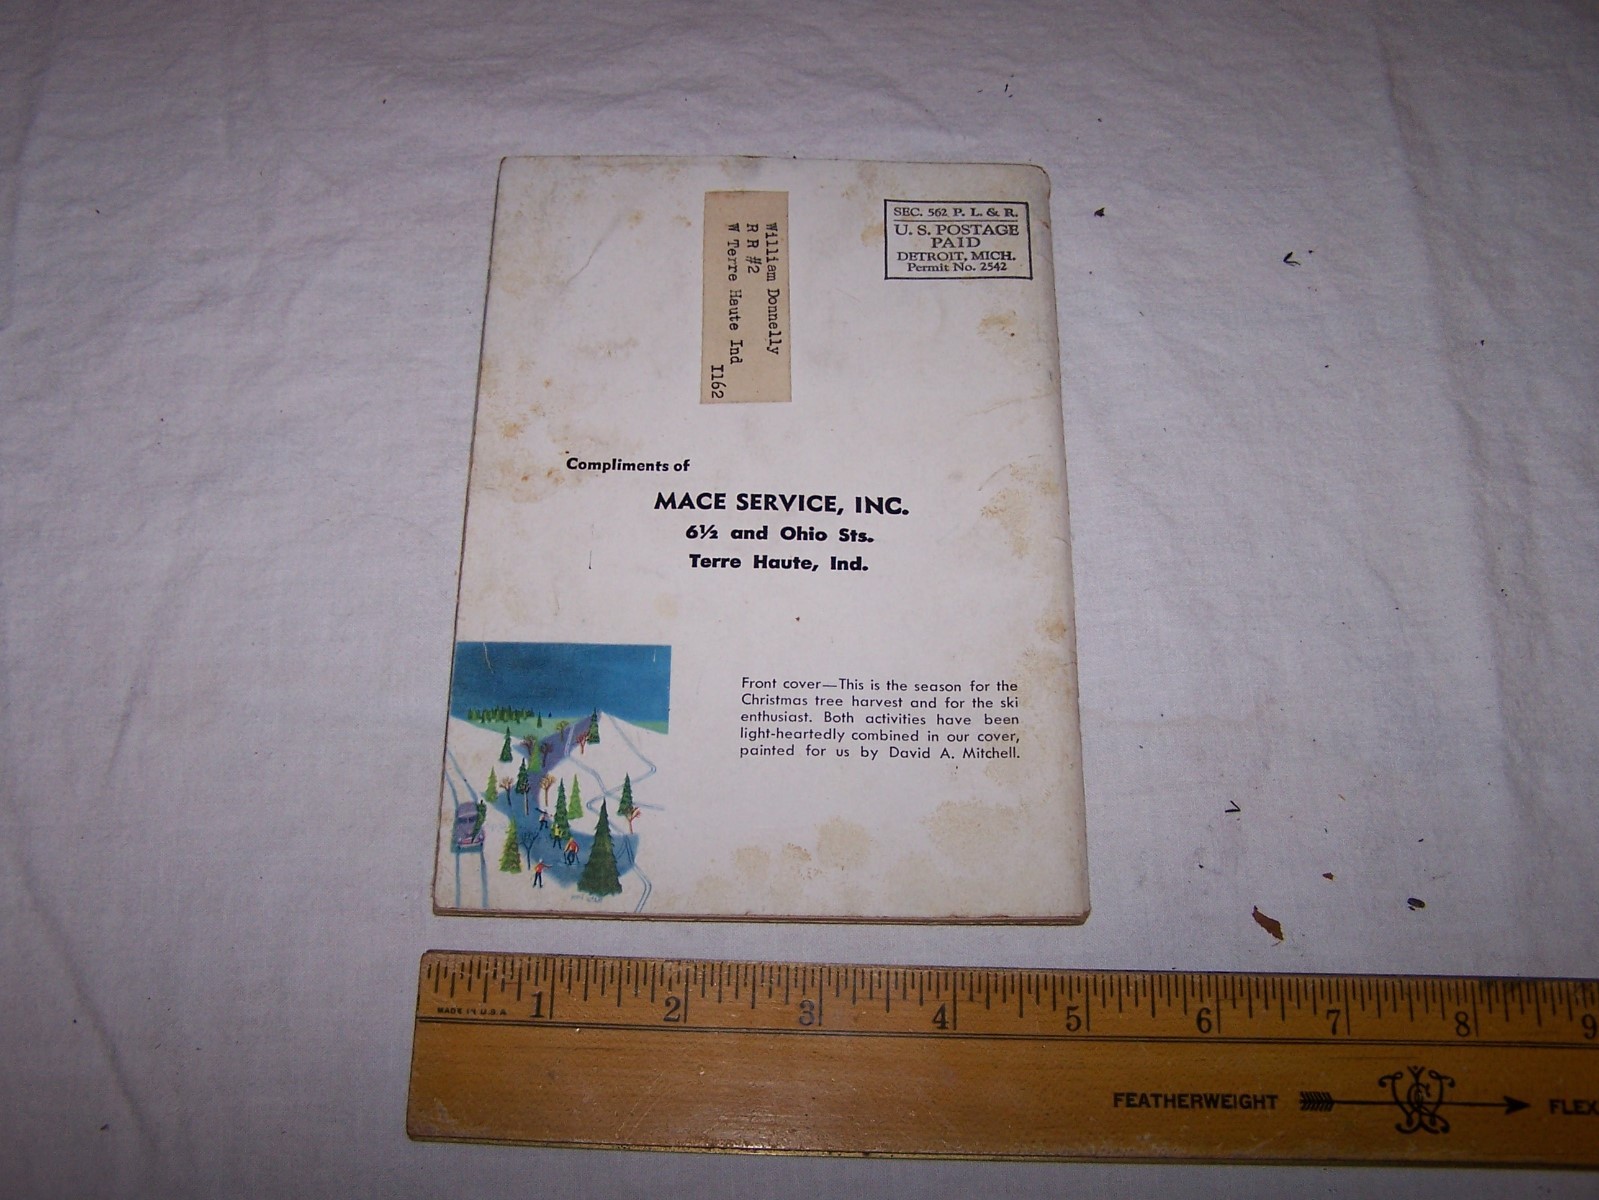 SEC. 562 P. L. & R.
U. S. POSTAGE
PAID
DETROIT, MICH.
Permit No. 2542
William Donnelly
R R #2
W Terre Haute Ind
I162
Compliments of
MACE SERVICE, INC.
6½ and Ohio Sts.
Terre Haute, Ind.
Front cover—This is the season for the
Christmas tree harvest and for the ski
enthusiast. Both activities have been
light-heartedly combined in our cover,
painted for us by David A. Mitchell.
1 2 3 4 5 6 7 8 9
MADE IN U.S.A
FEATHERWEIGHT
FLEX